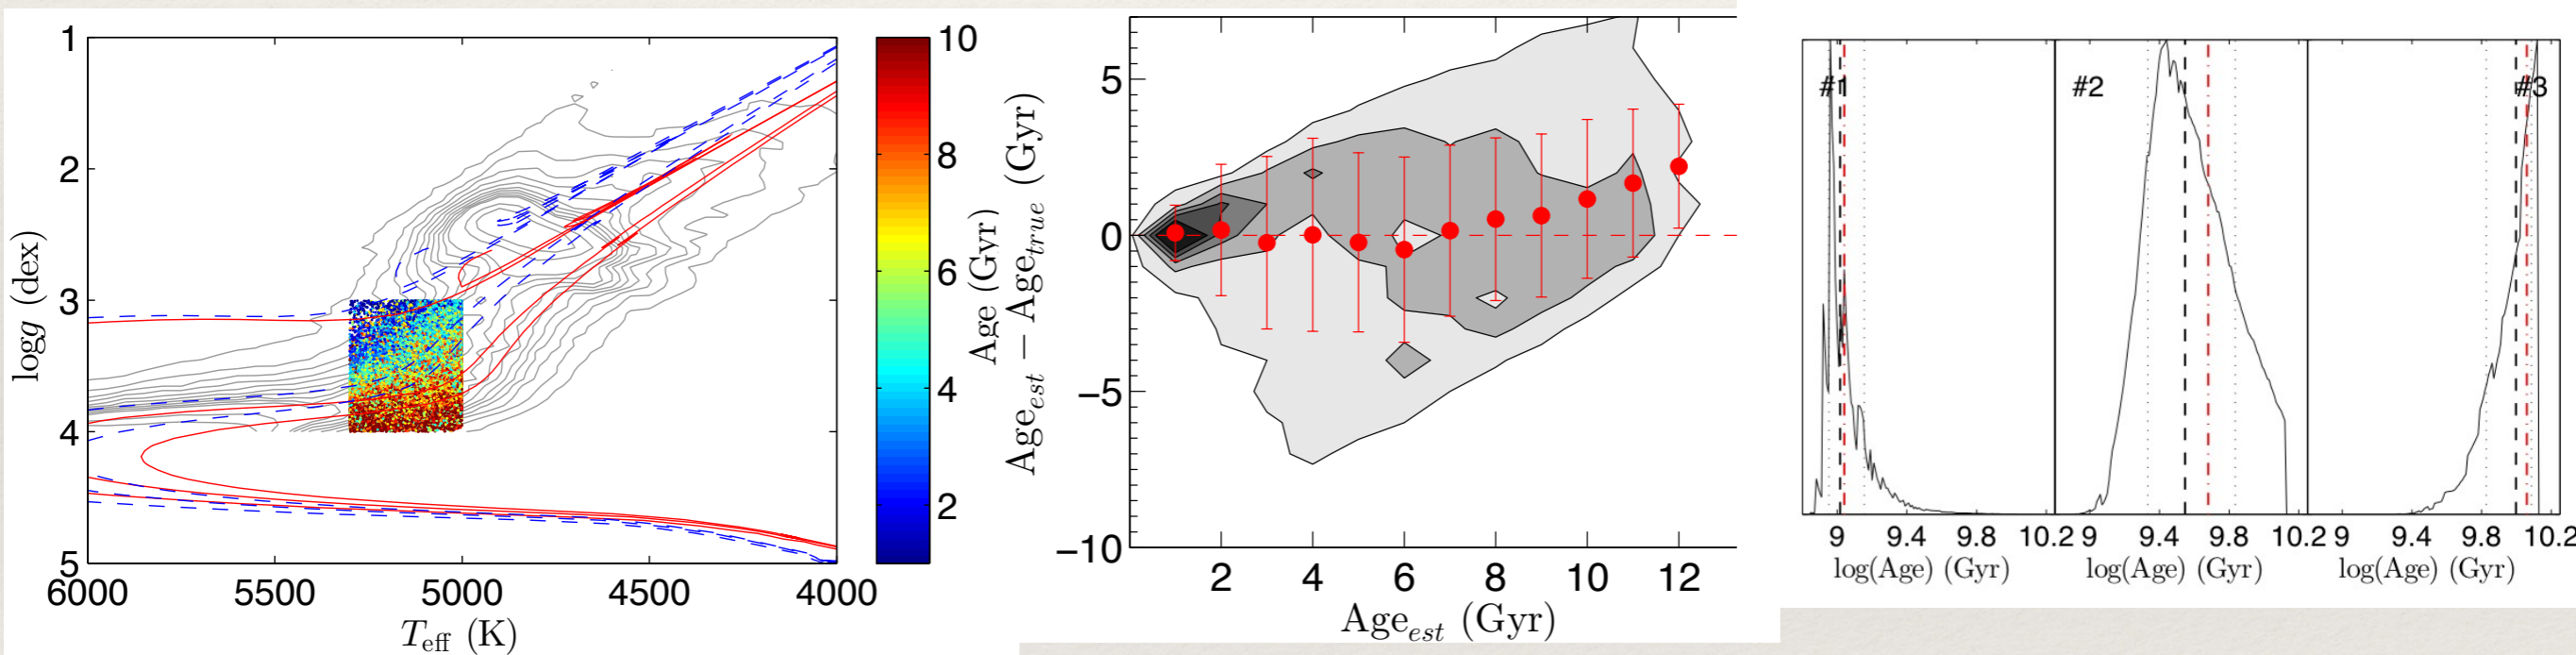 1
2
3
4
5
6000 5500 5000 4500 4000
logg (dex)
T_eff (K)
10
8
6
4
2
Age (Gyr)
5
0
−5
−10
2 4 6 8 10 12
Age_est − Age_true (Gyr)
Age_est (Gyr)
#1 #2 #3
9 9.4 9.8 10.2 9 9.4 9.8 10.2 9 9.4 9.8 10.2
log(Age) (Gyr) log(Age) (Gyr) log(Age) (Gyr)